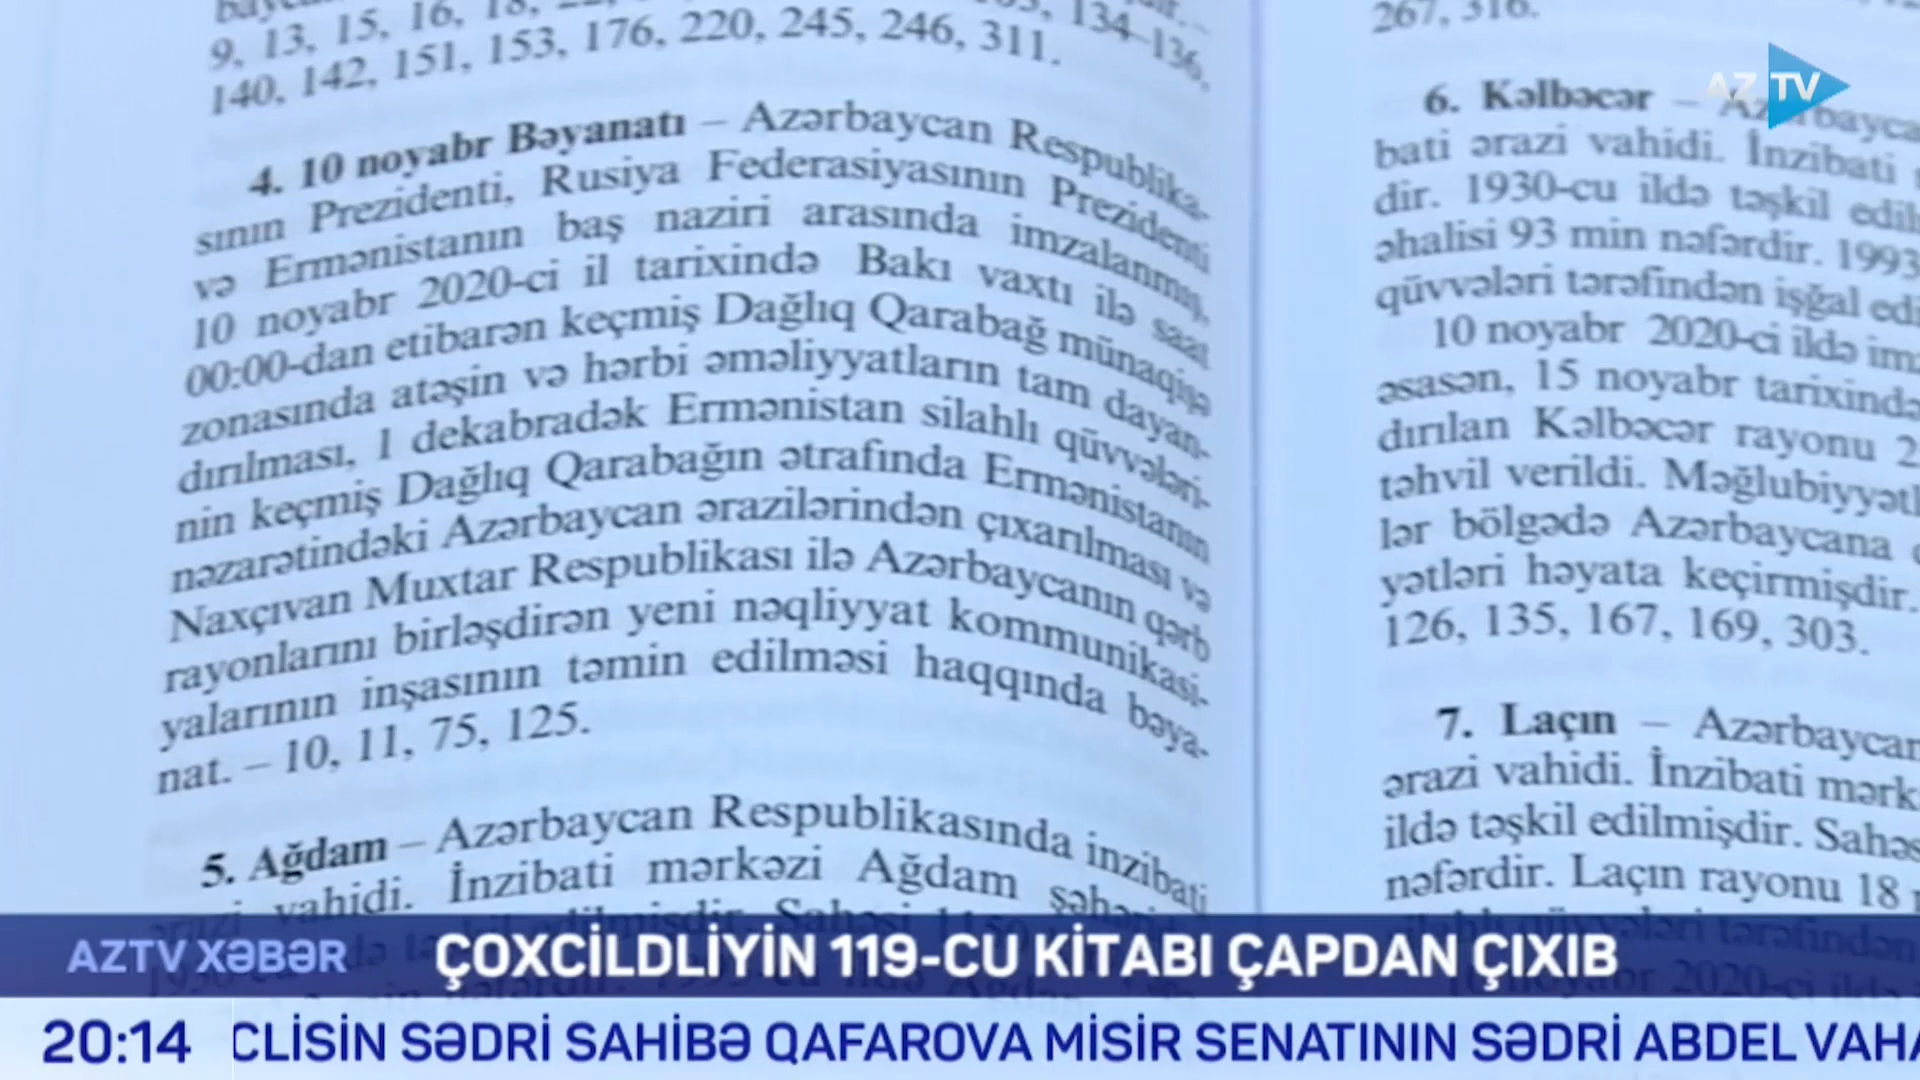 9, 13, 15, 16, 18, 134–136,
140, 142, 151, 153, 176, 220, 245, 246, 311.
4. 10 noyabr Bəyanatı – Azərbaycan Respublika-
sının Prezidenti, Rusiya Federasiyasının Prezidenti
və Ermənistanın baş naziri arasında imzalanmış,
10 noyabr 2020-ci il tarixində Bakı vaxtı ilə saat
00:00-dan etibarən keçmiş Dağlıq Qarabağ münaqişə
zonasında atəşin və hərbi əməliyyatların tam dayan-
dırılması, 1 dekabradək Ermənistan silahlı qüvvələri-
nin keçmiş Dağlıq Qarabağın ətrafında Ermənistanın
nəzarətindəki Azərbaycan ərazilərindən çıxarılması və
Naxçıvan Muxtar Respublikası ilə Azərbaycanın qərb
rayonlarını birləşdirən yeni nəqliyyat kommunikasi-
yalarının inşasının təmin edilməsi haqqında bəya-
nat. – 10, 11, 75, 125.
5. Ağdam – Azərbaycan Respublikasında inzibati
ərazi vahidi. İnzibati mərkəzi Ağdam
267, 316.
6. Kəlbəcər –
bati ərazi vahidi. İnzibati
dir. 1930-cu ildə təşkil
əhalisi 93 min nəfərdir. 1993
qüvvələri tərəfindən işğal
10 noyabr 2020-ci ildə
əsasən, 15 noyabr
dırılan Kəlbəcər rayonu 2
təhvil verildi.
lər bölgədə Azərbaycana
yətləri həyata keçirmişdir.
126, 135, 167, 169, 303.
7. Laçın – Azərbaycan
ərazi vahidi. İnzibati
ildə təşkil edilmişdir.
nəfərdir. Laçın rayonu 18
AZTV
AZTV XƏBƏR ÇOXCİLDLİYİN 119-CU KİTABI ÇAPDAN ÇIXIB
20:14 CLİSİN SƏDRİ SAHİBƏ QAFAROVA MİSİR SENATININ SƏDRİ ABDEL VAHA